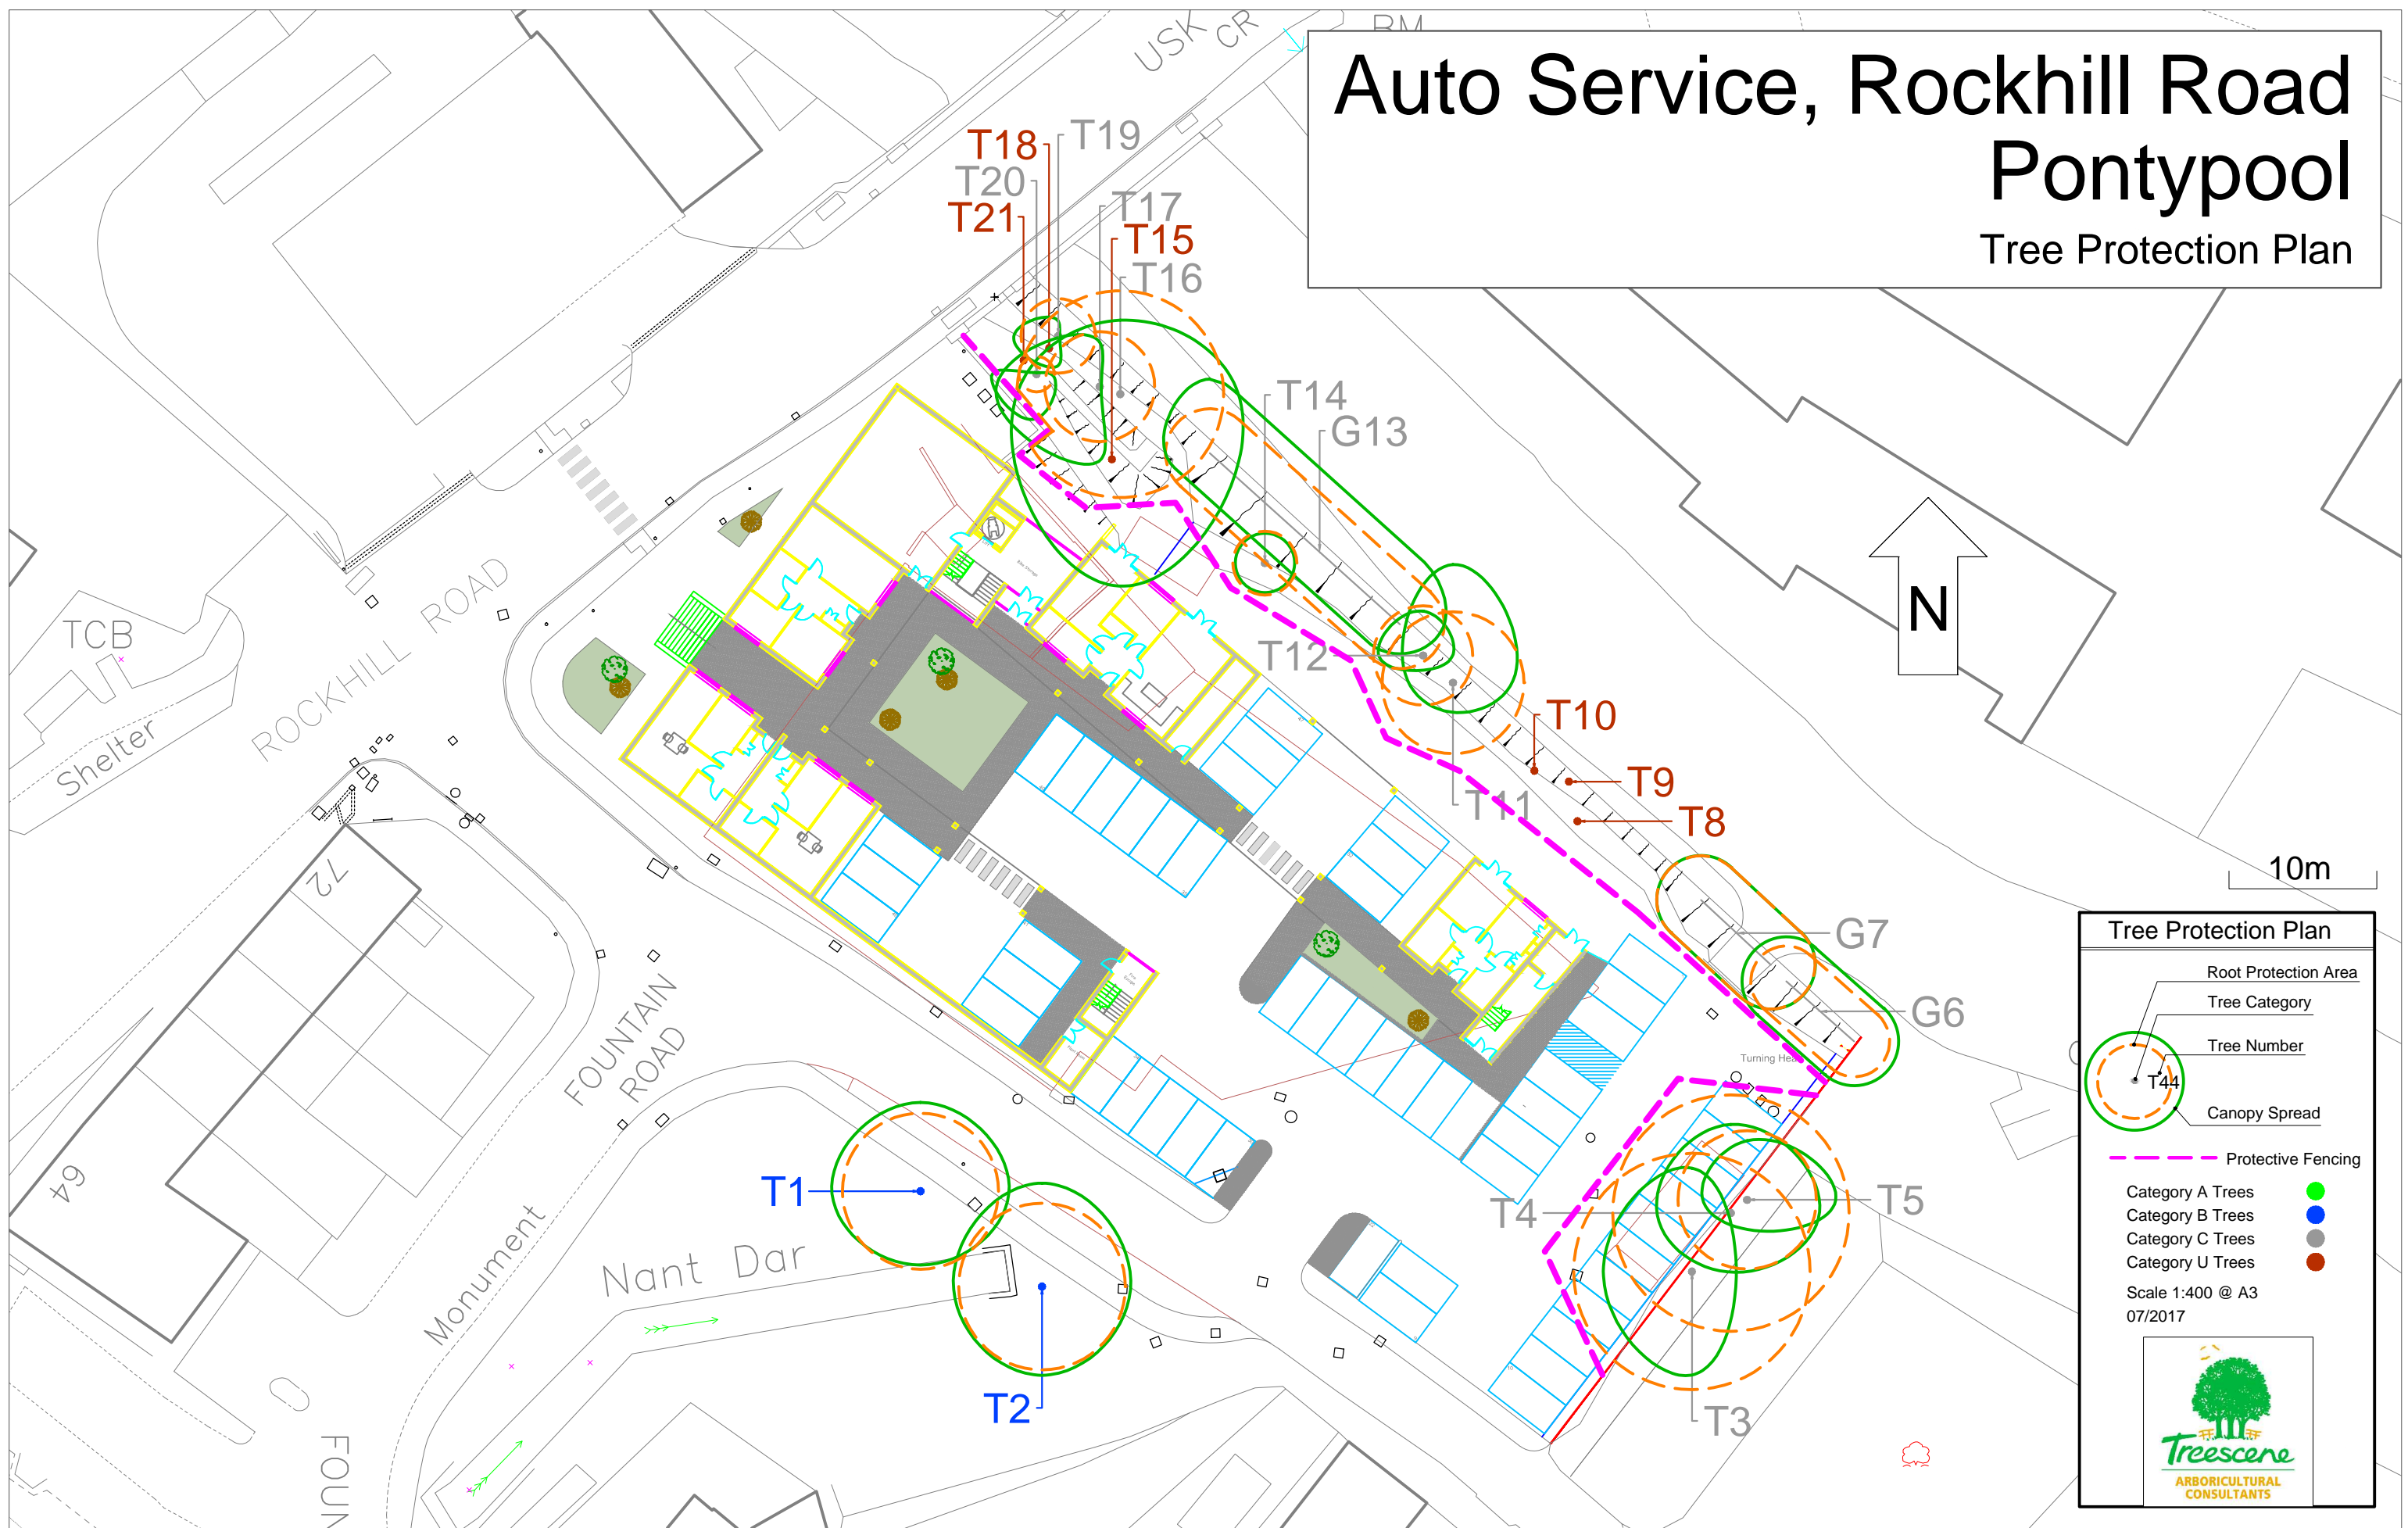 USK
CR
BM
Auto Service, Rockhill Road
Pontypool
Tree Protection Plan
T19
T18
T20
T17
T21
T15
T16
T14
G13
T12
T10
T9
T11
T8
G7
G6
N
10m
TCB
Shelter
ROCKHILL ROAD
72
64
FOUNTAIN
ROAD
Monument
Nant Dar
FOUN
T1
T2
T4
T5
T3
Tree Protection Plan
Root Protection Area
Tree Category
Tree Number
T44
Canopy Spread
Protective Fencing
Category A Trees
Category B Trees
Category C Trees
Category U Trees
Scale 1:400 @ A3
07/2017
Treescene
ARBORICULTURAL
CONSULTANTS